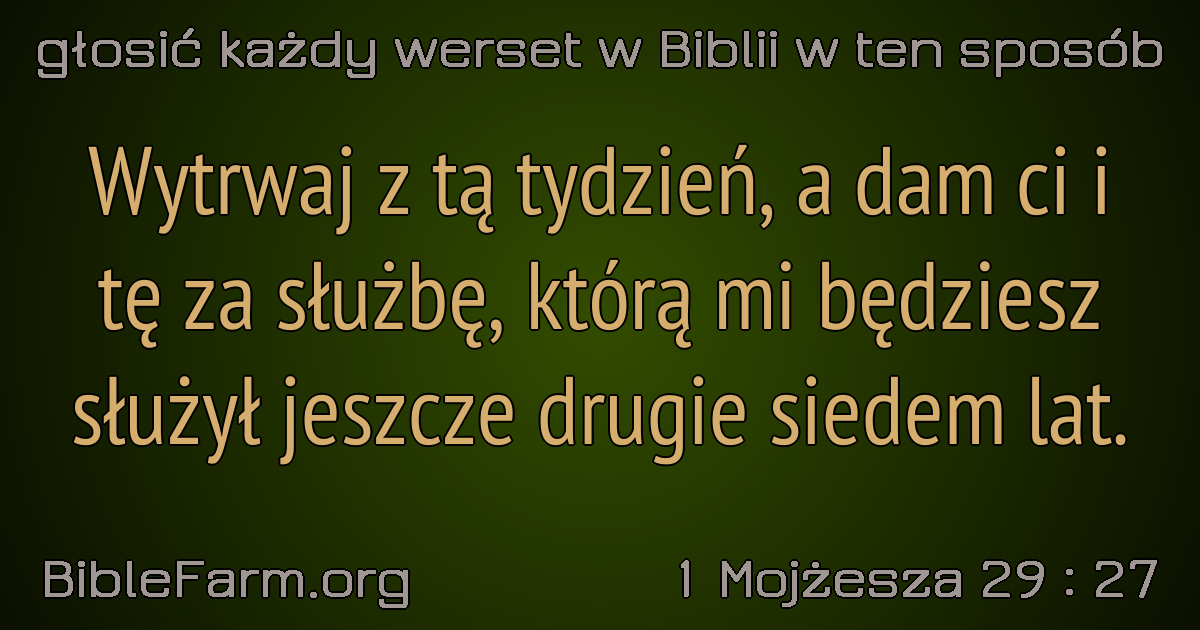 głosić każdy werset w Biblii w ten sposób
Wytrwaj z tą tydzień, a dam ci i
tę za służbę, którą mi będziesz
służył jeszcze drugie siedem lat.
BibleFarm.org
1 Mojżesza 29 : 27